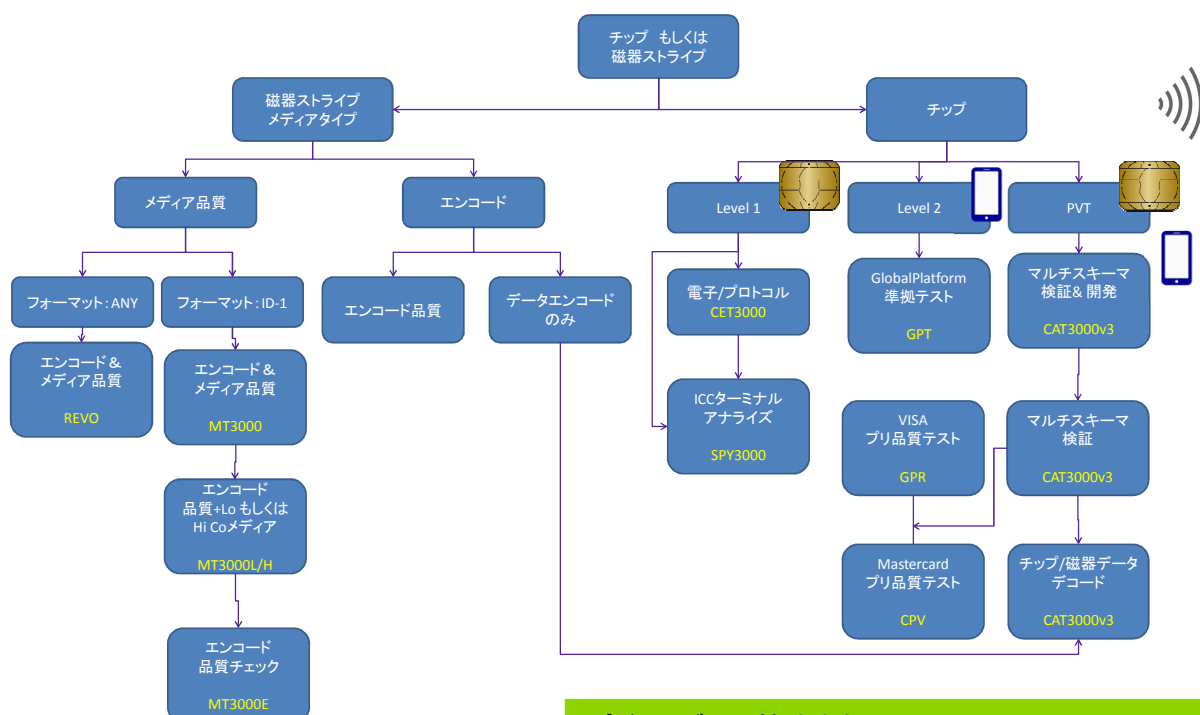 チップ もしくは
磁器ストライプ
磁器ストライプ
メディアタイプ
チップ
メディア品質
エンコード
Level 1
Level 2
PVT
フォーマット：ANY
フォーマット：ID-1
エンコード品質
データエンコード
のみ
電子/プロトコル
CET3000
GlobalPlatform
準拠テスト
GPT
マルチスキーマ
検証& 開発
CAT3000v3
エンコード＆
メディア品質
REVO
エンコード＆
メディア品質
MT3000
ICCターミナル
アナライズ
SPY3000
VISA
プリ品質テスト
GPR
マルチスキーマ
検証
CAT3000v3
エンコード
品質+Lo もしくは
Hi Coメディア
MT3000L/H
Mastercard
プリ品質テスト
CPV
チップ/磁器データ
デコード
CAT3000v3
エンコード
品質チェック
MT3000E